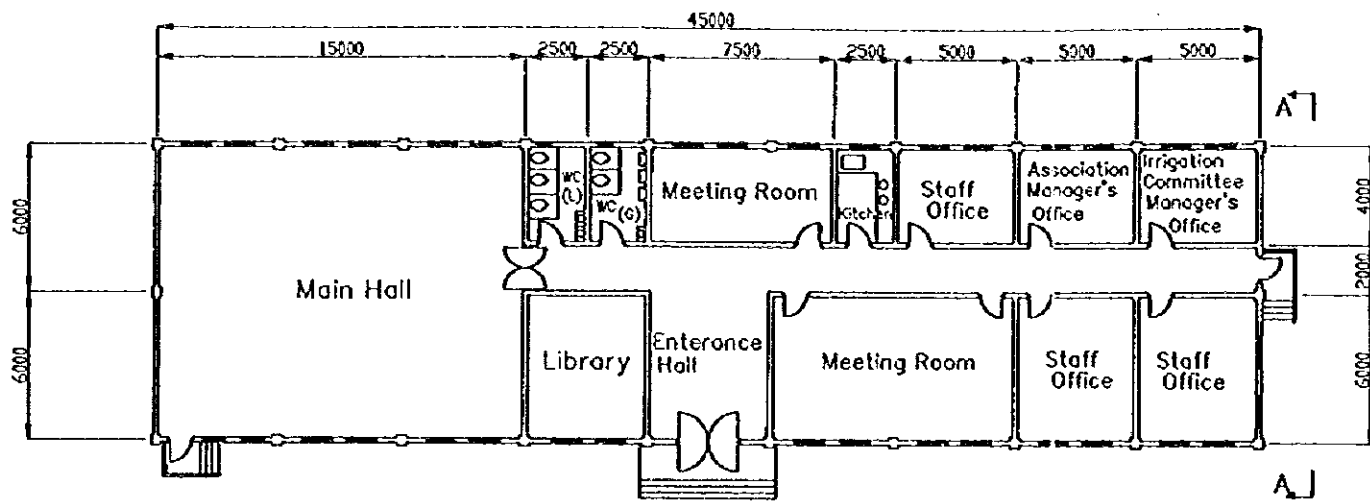 45000
15000
2500
2500
7500
2500
5000
5000
5000
A
6000
6000
4000
2000
6000
WC
(L)
WC
(G)
Meeting Room
Kitchen
Staff
Office
Association
Manager's
Office
Irrigation
Committee
Manager's
Office
Main Hall
Library
Enterance
Hall
Meeting Room
Staff
Office
Staff
Office
A